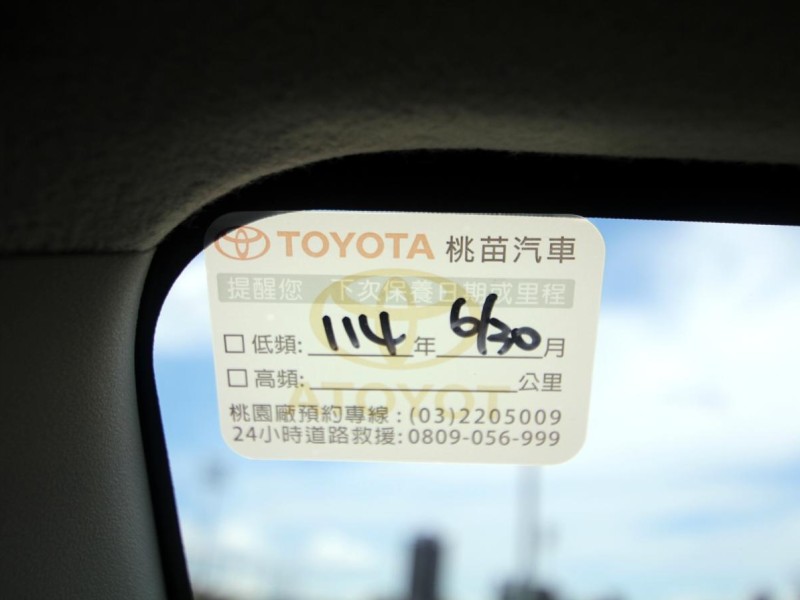 TOYOTA 桃苗汽車
提醒您 下次保養日期或里程
☐ 低頻: 114 年 6/30 月
☐ 高頻: 公里
TOYOTA
桃園廠預約專線:(03)2205009
24小時道路救援:0809-056-999